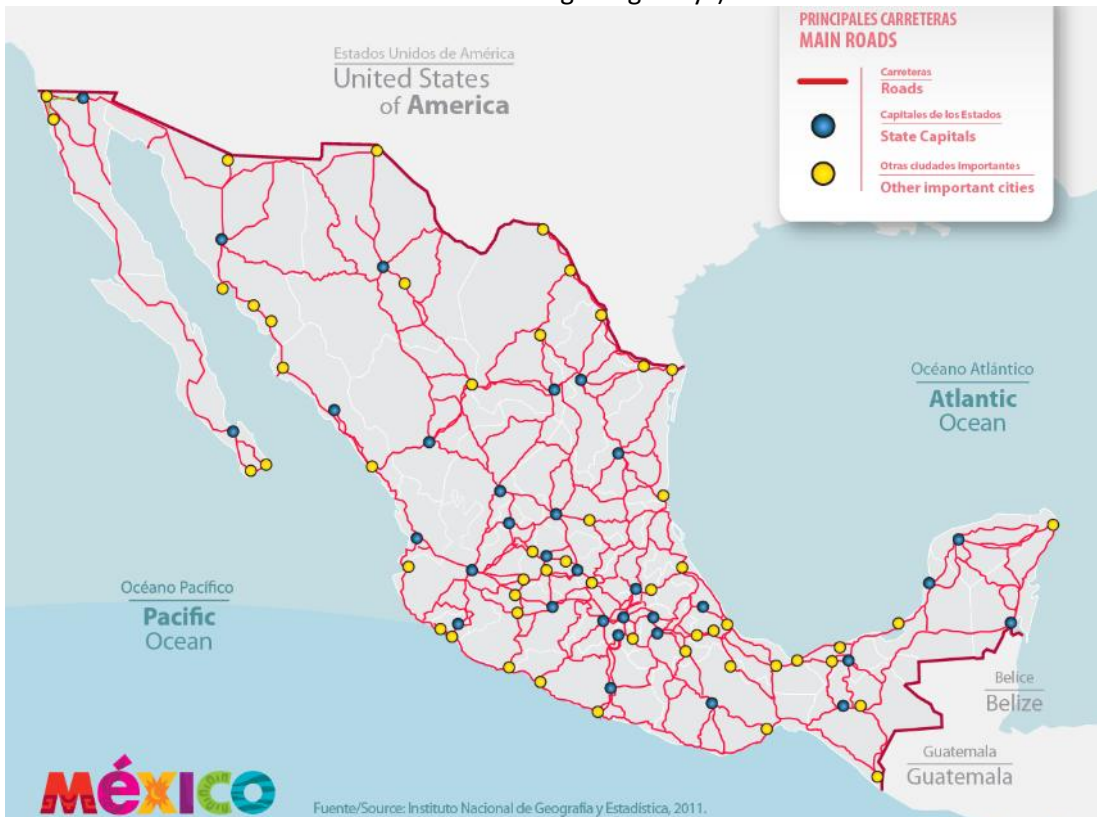 PRINCIPALES CARRETERAS
MAIN ROADS
Carreteras
Roads
Capitales de los Estados
State Capitals
Otras ciudades Importantes
Other important cities
Estados Unidos de América
United States
of America
Océano Atlántico
Atlantic
Ocean
Océano Pacífico
Pacific
Ocean
Belice
Belize
Guatemala
Guatemala
MéXICO
Fuente/Source: Instituto Nacional de Geografía y Estadística, 2011.